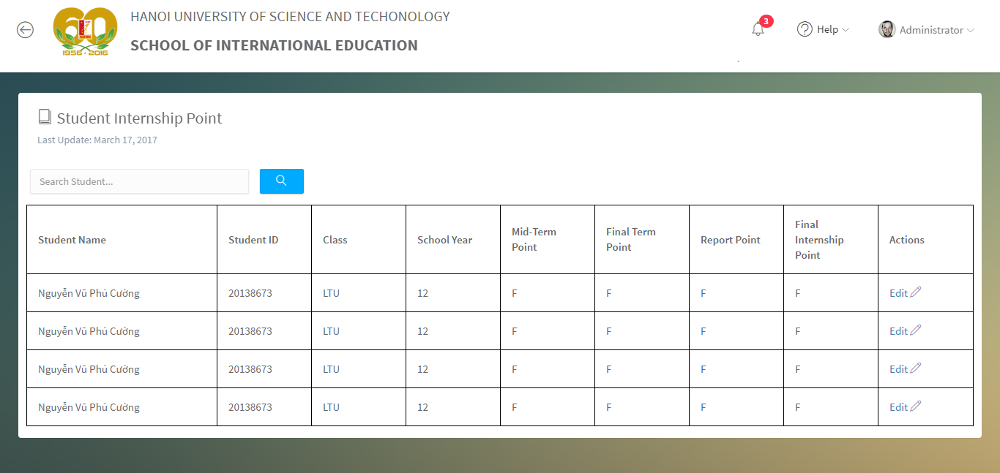 HANOI UNIVERSITY OF SCIENCE AND TECHONOLOGY
SCHOOL OF INTERNATIONAL EDUCATION
60
1956 - 2016
3
Help
Administrator
Student Internship Point
Last Update: March 17, 2017
Search Student...
Student Name Student ID Class School Year Mid-Term Point Final Term Point Report Point Final Internship Point Actions
Nguyễn Vũ Phú Cường 20138673 LTU 12 F F F F Edit
Nguyễn Vũ Phú Cường 20138673 LTU 12 F F F F Edit
Nguyễn Vũ Phú Cường 20138673 LTU 12 F F F F Edit
Nguyễn Vũ Phú Cường 20138673 LTU 12 F F F F Edit